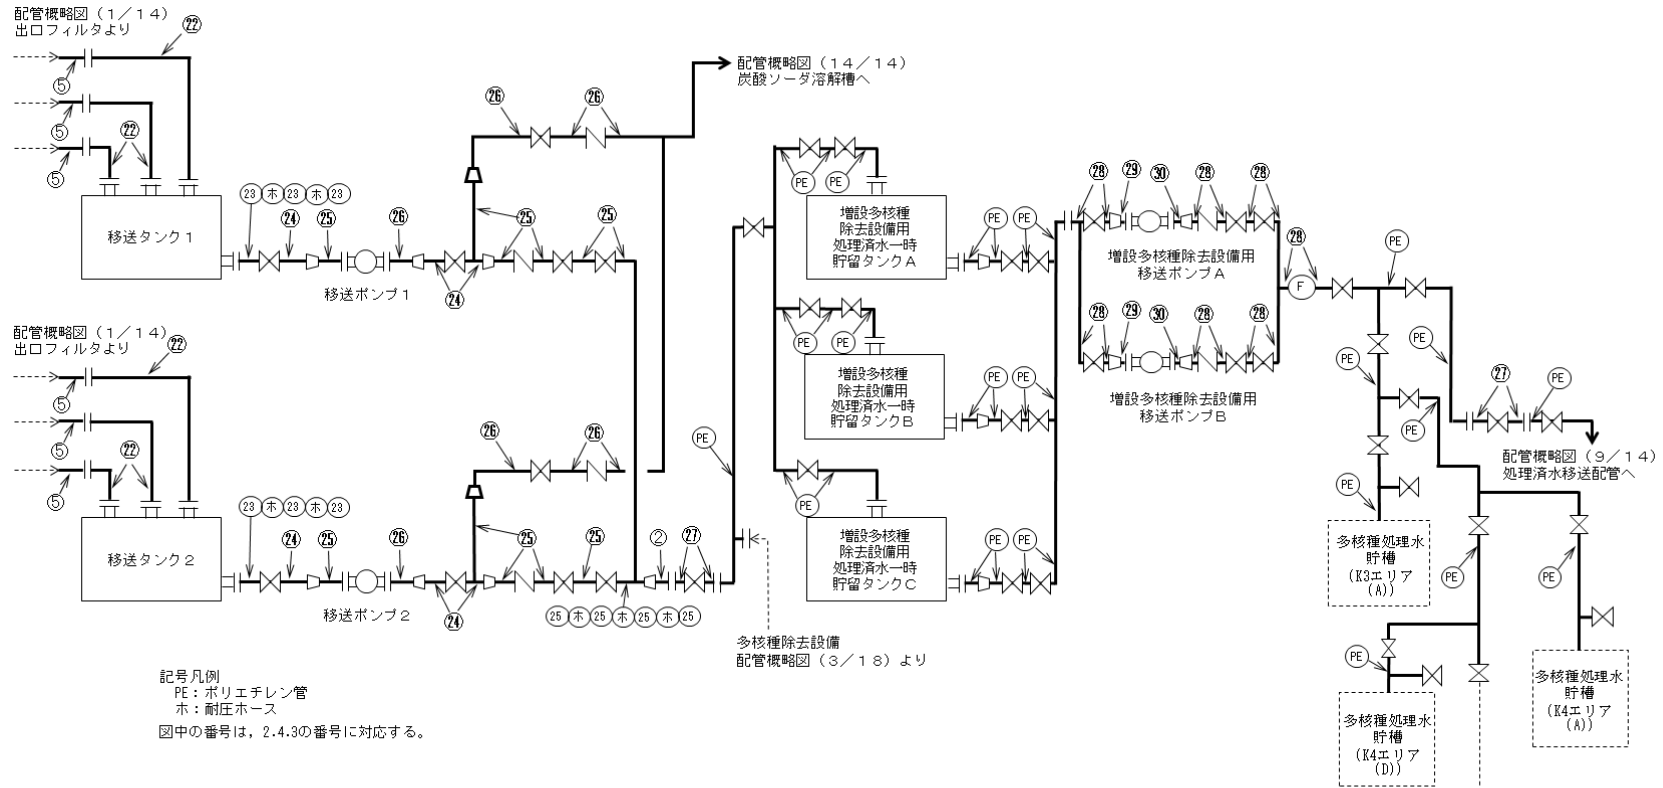 配管概略図（１／１４）
出口フィルタより
㉒
⑤
⑤
㉒
⑤
移送タンク１
23 ホ 23 ホ 23
㉔
㉕
㉖
移送ポンプ１
㉔
㉖
㉖
㉕
㉕
配管概略図（１４／１４）
炭酸ソーダ溶解槽へ
配管概略図（１／１４）
出口フィルタより
㉒
⑤
⑤
㉒
⑤
移送タンク２
23 ホ 23 ホ 23
㉔
㉕
㉖
移送ポンプ２
㉔
㉖
㉖
㉕
㉕
②
㉗
25 ホ 25 ホ 25 ホ 25
PE
多核種除去設備
配管概略図（３／１８）より
PE
PE
増設多核種
除去設備用
処理済水一時
貯留タンクＡ
PE
PE
PE
PE
増設多核種
除去設備用
処理済水一時
貯留タンクＢ
PE
PE
PE
増設多核種
除去設備用
処理済水一時
貯留タンクＣ
PE
PE
㉘
㉙
㉚
㉘
㉘
増設多核種除去設備用
移送ポンプＡ
㉘
㉙
㉚
㉘
㉘
増設多核種除去設備用
移送ポンプＢ
㉘
F
PE
PE
PE
㉗
PE
配管概略図（９／１４）
処理済水移送配管へ
PE
PE
多核種処理水
貯槽
(K3エリア
(A))
PE
PE
PE
多核種処理水
貯槽
(K4エリア
(D))
多核種処理水
貯槽
(K4エリア
(A))
記号凡例
PE：ポリエチレン管
ホ：耐圧ホース
図中の番号は，2.4.3の番号に対応する。